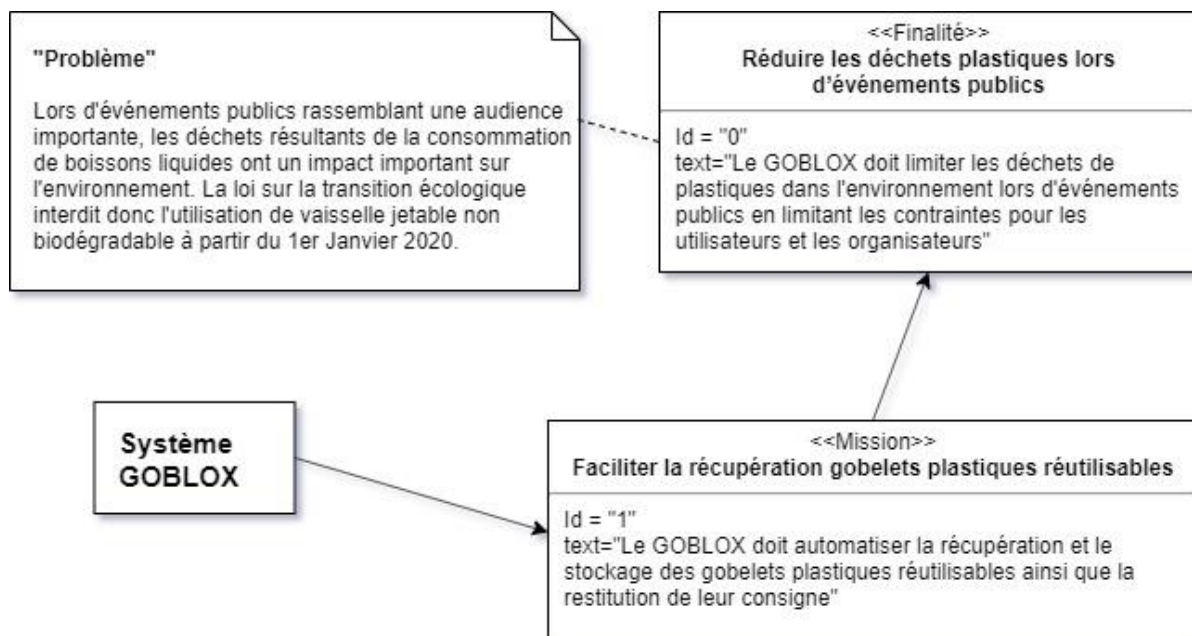 "Problème"
Lors d'événements publics rassemblant une audience
importante, les déchets résultants de la consommation
de boissons liquides ont un impact important sur
l'environnement. La loi sur la transition écologique
interdit donc l'utilisation de vaisselle jetable non
biodégradable à partir du 1er Janvier 2020.
<<Finalité>>
Réduire les déchets plastiques lors
d'événements publics
Id = "0"
text="Le GOBLOX doit limiter les déchets de
plastiques dans l'environnement lors d'événements
publics en limitant les contraintes pour les
utilisateurs et les organisateurs"
Système
GOBLOX
<<Mission>>
Faciliter la récupération gobelets plastiques réutilisables
Id = "1"
text="Le GOBLOX doit automatiser la récupération et le
stockage des gobelets plastiques réutilisables ainsi que la
restitution de leur consigne"